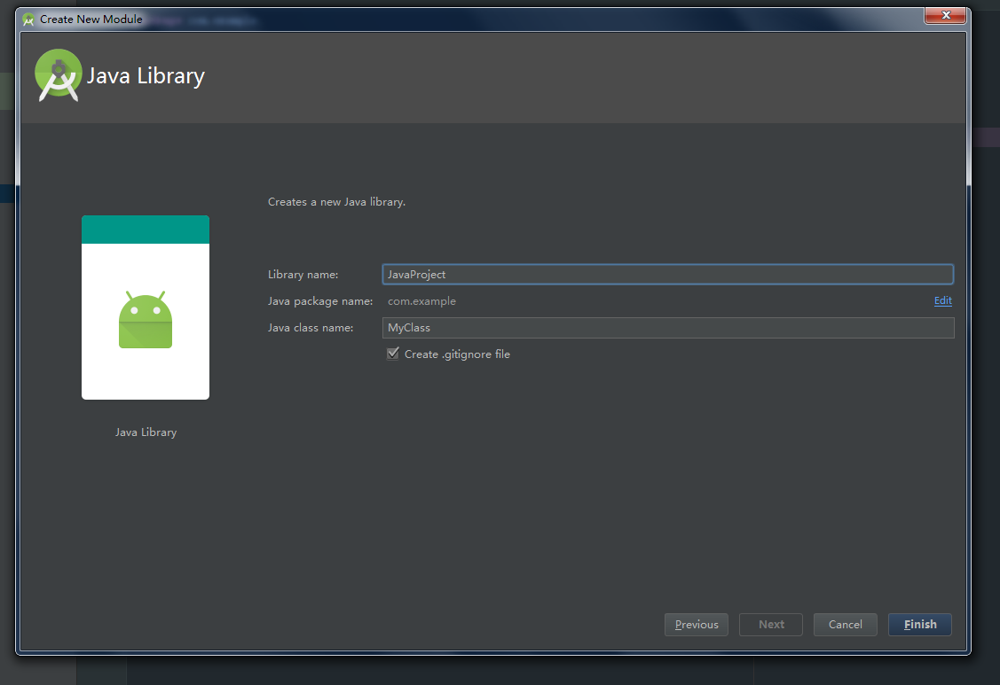 Create New Module
Java Library
Creates a new Java library.
Library name: JavaProject
Java package name: com.example Edit
Java class name: MyClass
Create .gitignore file
Java Library
Previous Next Cancel Finish